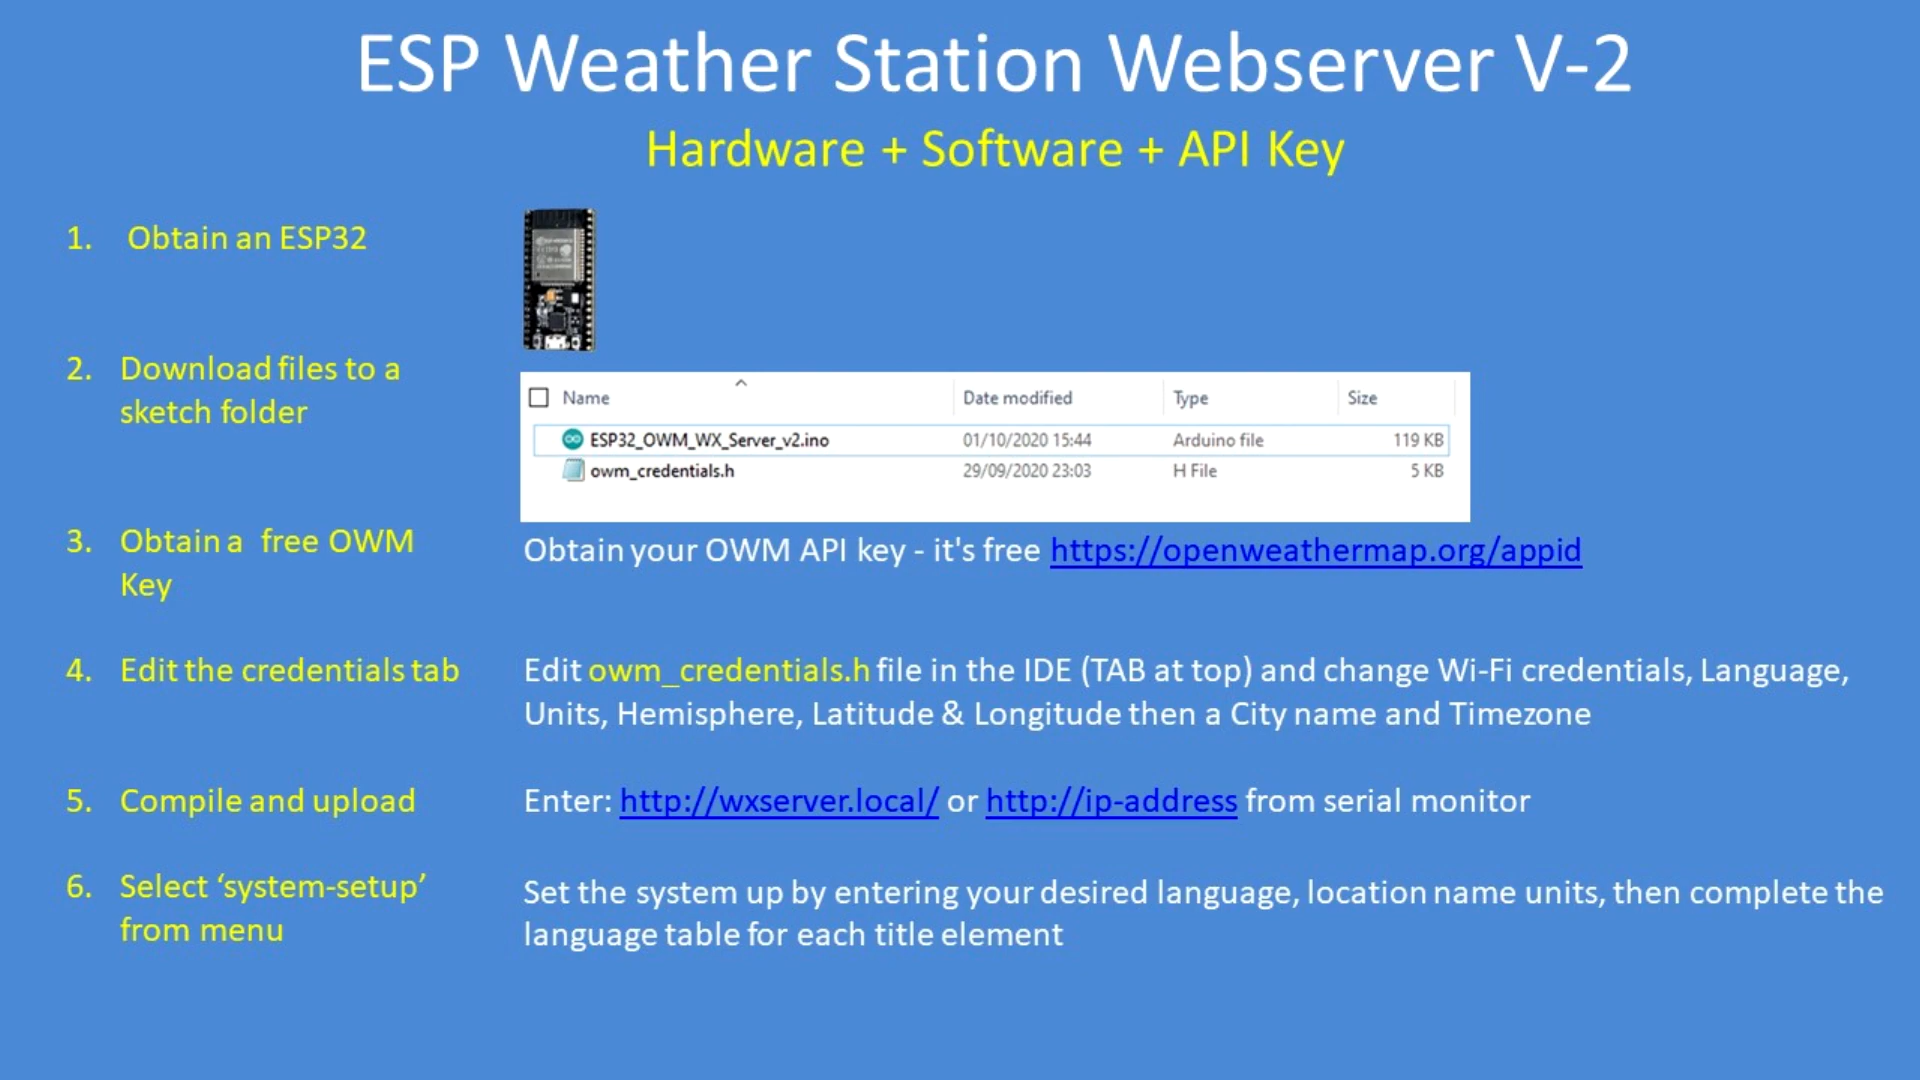 ESP Weather Station Webserver V-2
Hardware + Software + API Key
1. Obtain an ESP32
2. Download files to a
sketch folder
Name Date modified Type Size
ESP32_OWM_WX_Server_v2.ino 01/10/2020 15:44 Arduino file 119 KB
owm_credentials.h 29/09/2020 23:03 H File 5 KB
3. Obtain a free OWM
Key
Obtain your OWM API key - it's free https://openweathermap.org/appid
4. Edit the credentials tab
Edit owm_credentials.h file in the IDE (TAB at top) and change Wi-Fi credentials, Language,
Units, Hemisphere, Latitude & Longitude then a City name and Timezone
5. Compile and upload
Enter: http://wxserver.local/ or http://ip-address from serial monitor
6. Select ‘system-setup’
from menu
Set the system up by entering your desired language, location name units, then complete the
language table for each title element